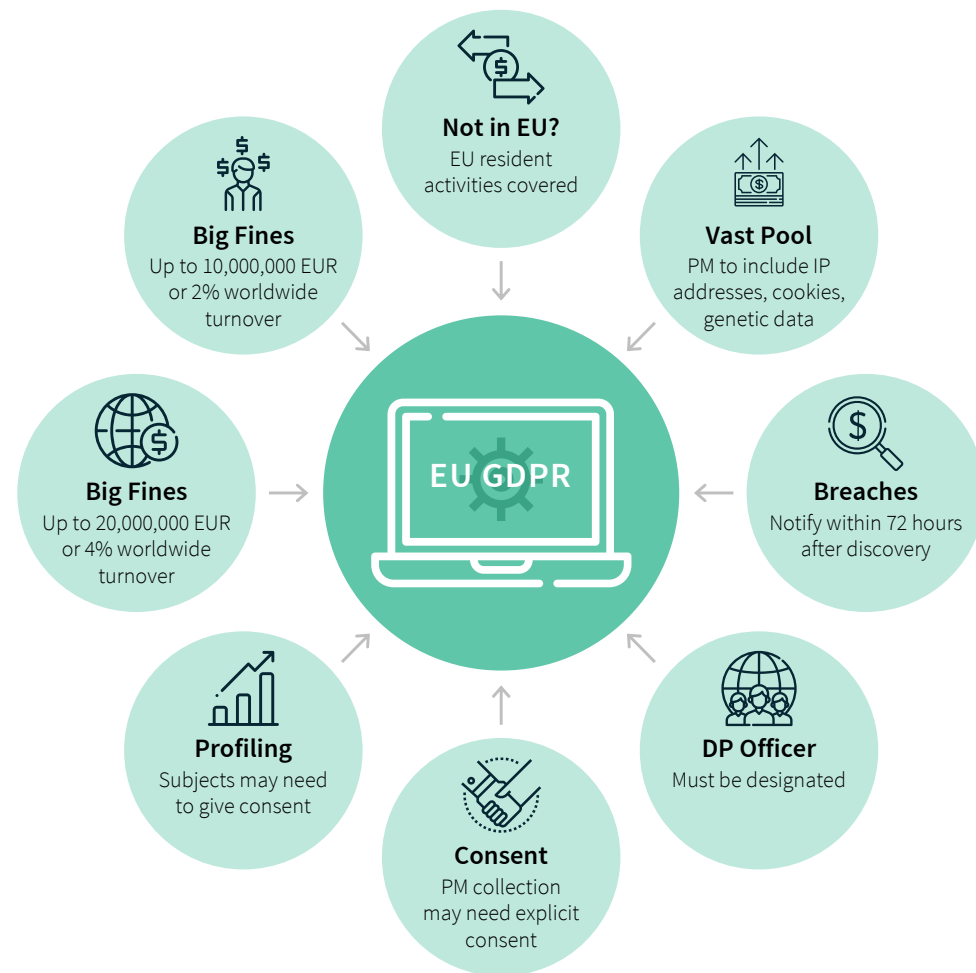 Not in EU?
EU resident
activities covered
Vast Pool
PM to include IP
addresses, cookies,
genetic data
Breaches
Notify within 72 hours
after discovery
DP Officer
Must be designated
Consent
PM collection
may need explicit
consent
Profiling
Subjects may need
to give consent
Big Fines
Up to 20,000,000 EUR
or 4% worldwide
turnover
Big Fines
Up to 10,000,000 EUR
or 2% worldwide
turnover
EU GDPR